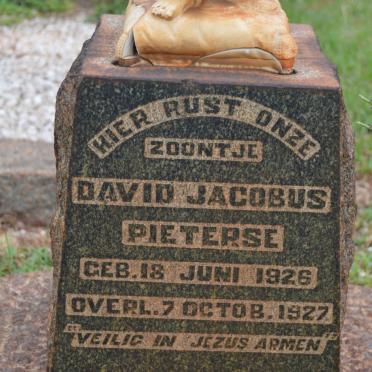 HIER RUST ONZE
ZOONTJE
DAVID JACOBUS
PIETERSE
GEB. 18 JUNI 1926
OVERL. 7 OCTOB. 1927
"VEILIG IN JEZUS ARMEN"